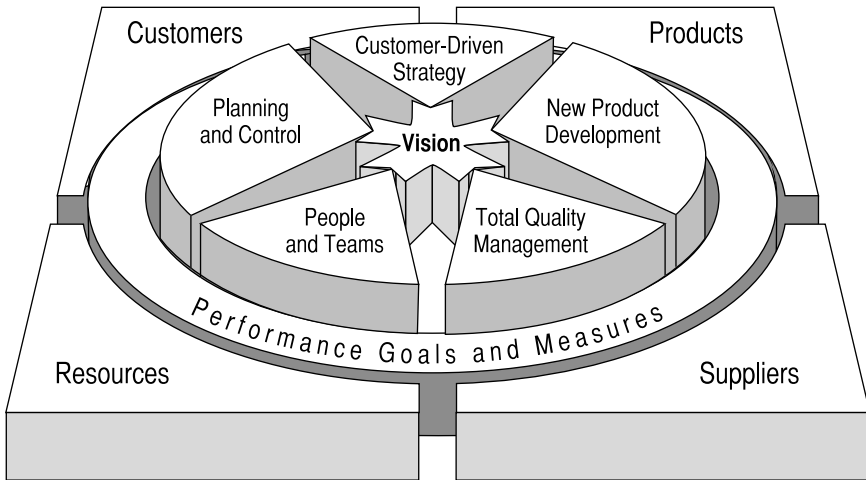 Customers
Products
Customer-Driven
Strategy
Planning
and Control
New Product
Development
Vision
People
and Teams
Total Quality
Management
Performance Goals and Measures
Resources
Suppliers